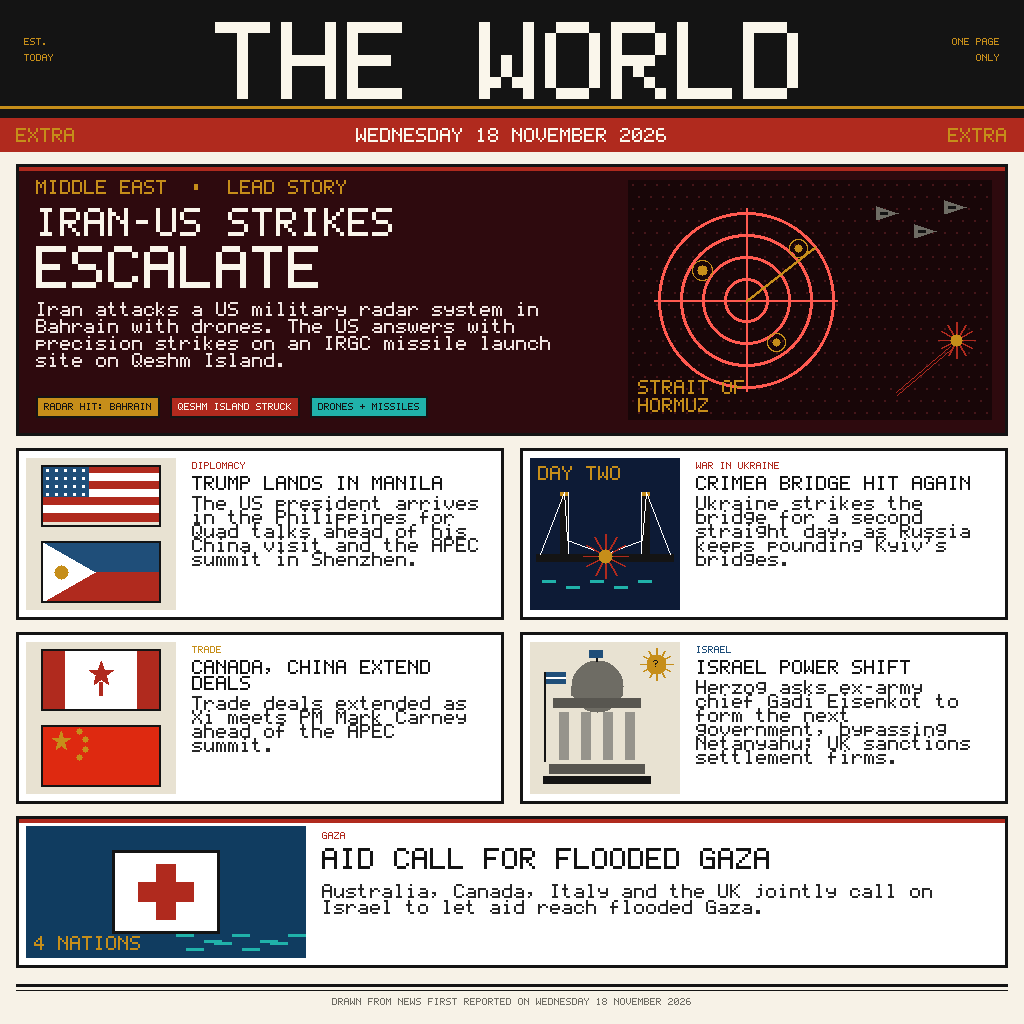 EST.
TODAY
THE WORLD
ONE PAGE
ONLY
EXTRA
WEDNESDAY 18 NOVEMBER 2026
EXTRA
MIDDLE EAST · LEAD STORY
IRAN-US STRIKES
ESCALATE
Iran attacks a US military radar system in
Bahrain with drones. The US answers with
precision strikes on an IRGC missile launch
site on Qeshm Island.
RADAR HIT: BAHRAIN
QESHM ISLAND STRUCK
DRONES + MISSILES
STRAIT OF
HORMUZ
DIPLOMACY
TRUMP LANDS IN MANILA
The US president arrives
in the Philippines for
Quad talks ahead of his
China visit and the APEC
summit in Shenzhen.
DAY TWO
WAR IN UKRAINE
CRIMEA BRIDGE HIT AGAIN
Ukraine strikes the
bridge for a second
straight day, as Russia
keeps pounding Kyiv's
bridges.
TRADE
CANADA, CHINA EXTEND
DEALS
Trade deals extended as
Xi meets PM Mark Carney
ahead of the APEC
summit.
?
ISRAEL
ISRAEL POWER SHIFT
Herzog asks ex-army
chief Gadi Eisenkot to
form the next
government, bypassing
Netanyahu; UK sanctions
settlement firms.
4 NATIONS
GAZA
AID CALL FOR FLOODED GAZA
Australia, Canada, Italy and the UK jointly call on
Israel to let aid reach flooded Gaza.
DRAWN FROM NEWS FIRST REPORTED ON WEDNESDAY 18 NOVEMBER 2026